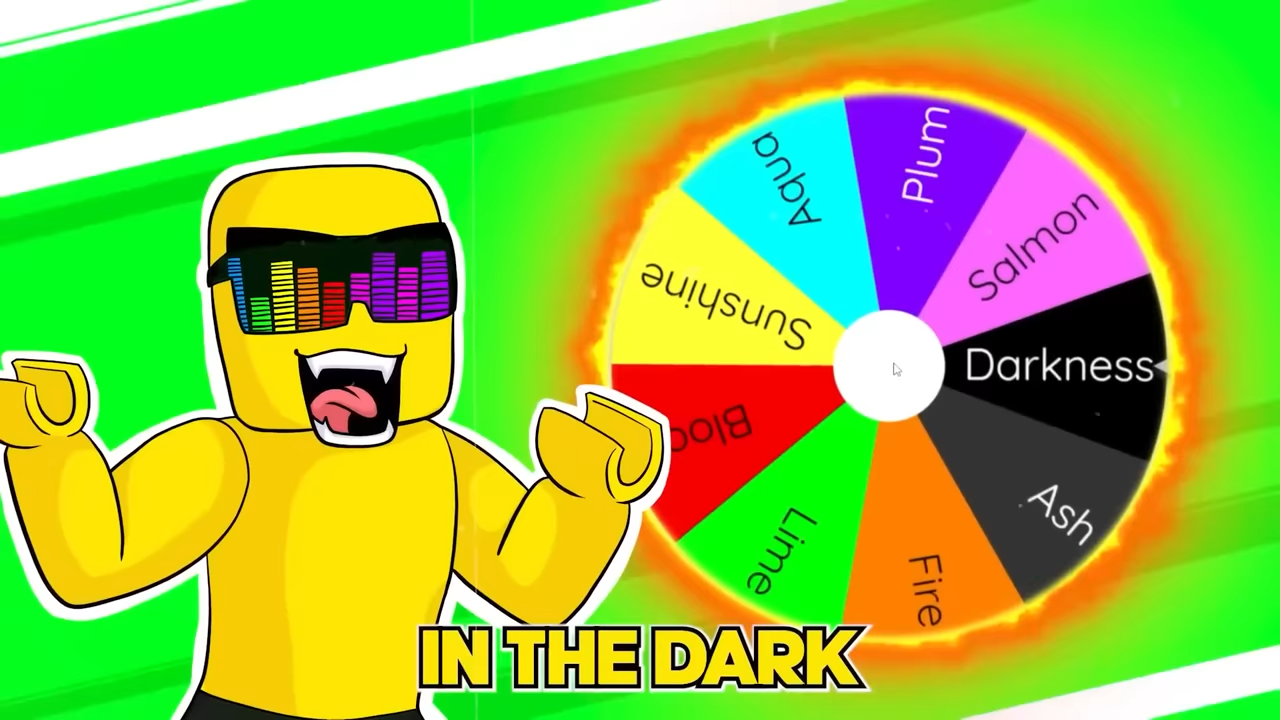 Plum
Aqua
Salmon
Sunshine
Darkness
Ash
Lime
Fire
IN THE DARK